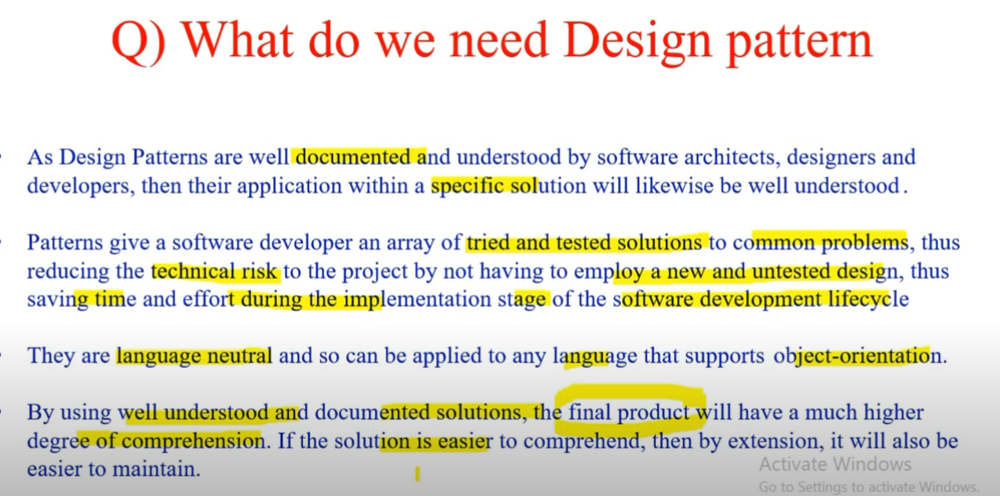 Q) What do we need Design pattern
As Design Patterns are well documented and understood by software architects, designers and
developers, then their application within a specific solution will likewise be well understood.
Patterns give a software developer an array of tried and tested solutions to common problems, thus
reducing the technical risk to the project by not having to employ a new and untested design, thus
saving time and effort during the implementation stage of the software development lifecycle
They are language neutral and so can be applied to any language that supports object-orientation.
By using well understood and documented solutions, the final product will have a much higher
degree of comprehension. If the solution is easier to comprehend, then by extension, it will also be
easier to maintain.
Activate Windows
Go to Settings to activate Windows.